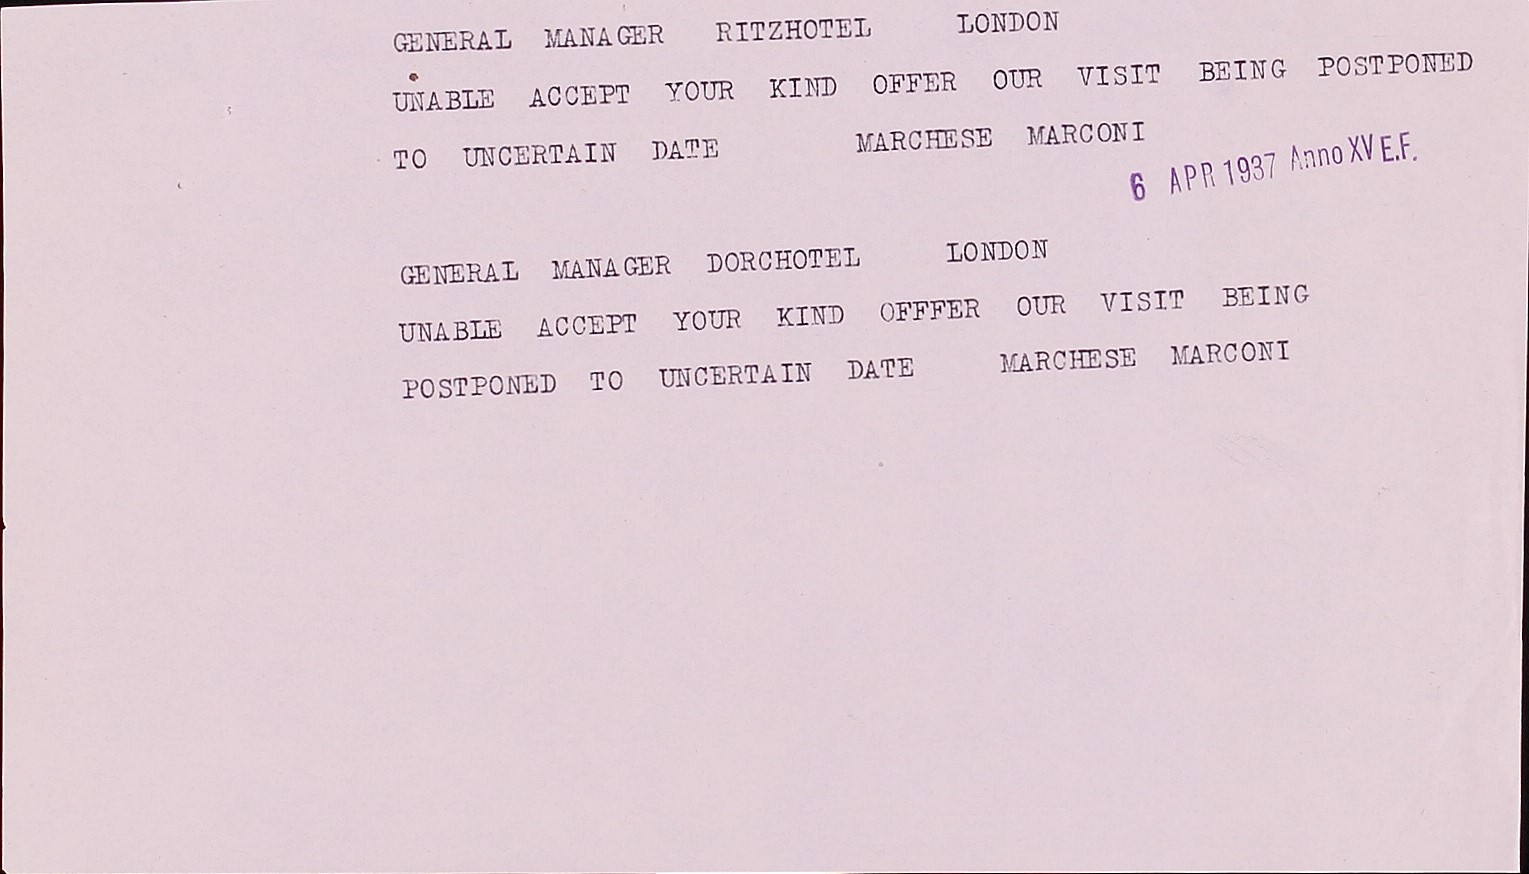 GENERAL MANAGER RITZHOTEL LONDON
UNABLE ACCEPT YOUR KIND OFFER OUR VISIT BEING POSTPONED
TO UNCERTAIN DATE MARCHESE MARCONI
6 APR 1937 Anno XV E.F.
GENERAL MANAGER DORCHOTEL LONDON
UNABLE ACCEPT YOUR KIND OFFFER OUR VISIT BEING
POSTPONED TO UNCERTAIN DATE MARCHESE MARCONI